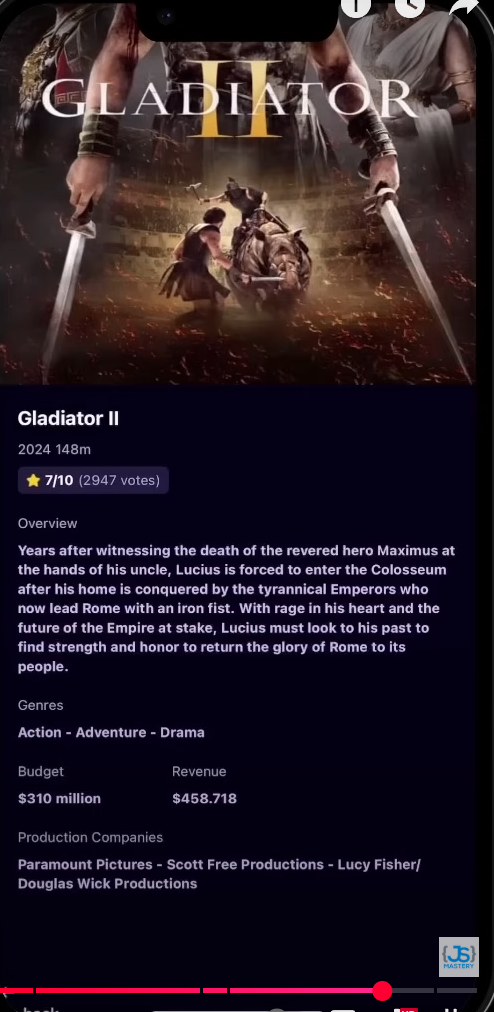 GLADIATOR
II
Gladiator II
2024 148m
7/10 (2947 votes)
Overview
Years after witnessing the death of the revered hero Maximus at
the hands of his uncle, Lucius is forced to enter the Colosseum
after his home is conquered by the tyrannical Emperors who
now lead Rome with an iron fist. With rage in his heart and the
future of the Empire at stake, Lucius must look to his past to
find strength and honor to return the glory of Rome to its
people.
Genres
Action - Adventure - Drama
Budget Revenue
$310 million $458.718
Production Companies
Paramount Pictures - Scott Free Productions - Lucy Fisher/
Douglas Wick Productions
{JS}
MASTERY